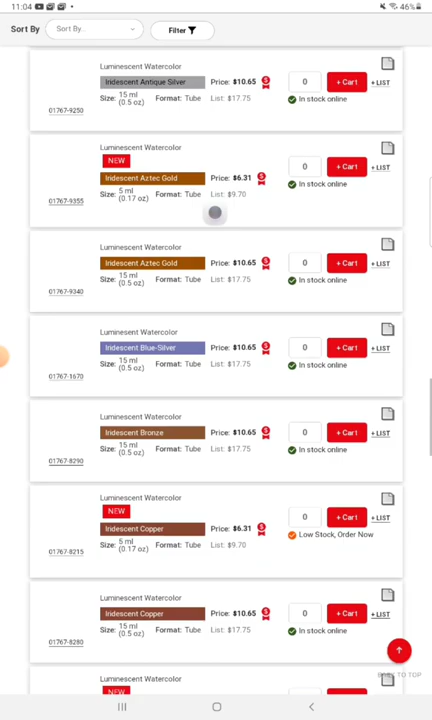 11:04
46%
Sort By
Sort By.
Filter
Luminescent Watercolor
Iridescent Antique Silver
Price: $10.65
0
+ Cart
+ LIST
Size: 15 ml (0.5 oz)
Format: Tube
List: $17.75
In stock online
01767-9250
Luminescent Watercolor
NEW
Iridescent Aztec Gold
Price: $6.31
0
+ Cart
+ LIST
Size: 5 ml (0.17 oz)
Format: Tube
List: $9.70
In stock online
01767-9355
Luminescent Watercolor
Iridescent Aztec Gold
Price: $10.65
0
+ Cart
+ LIST
Size: 15 ml (0.5 oz)
Format: Tube
List: $17.75
In stock online
01767-9340
Luminesent Watercolor
Iridescent Blue-Silver
Price: $10.65
0
+ Cart
+ LIST
Size: 15 ml (0.5 oz)
Format: Tube
List: $17.75
In stock online
01767-1670
Luminescent Watercolor
Iridescent Bronze
Price: $10.65
0
+ Cart
+ LIST
Size: 15 ml (0.5 oz)
Format: Tube
List: $17.75
In stock online
01767-8290
Luminescent Watercolor
NEW
Iridescent Copper
Price: $6.31
0
+ Cart
+ LIST
Size: 5 ml (0.17 oz)
Format: Tube
List: $9.70
Low Stock, Order Now
01767-8215
Luminescent Watercolor
Iridescent Copper
Price: $10.65
0
+ Cart
+ LIST
Size: 15 ml (0.5 oz)
Format: Tube
List: $17.75
In stock online
01767-8280
BACK TO TOP
Luminescent Watercolor
NEW